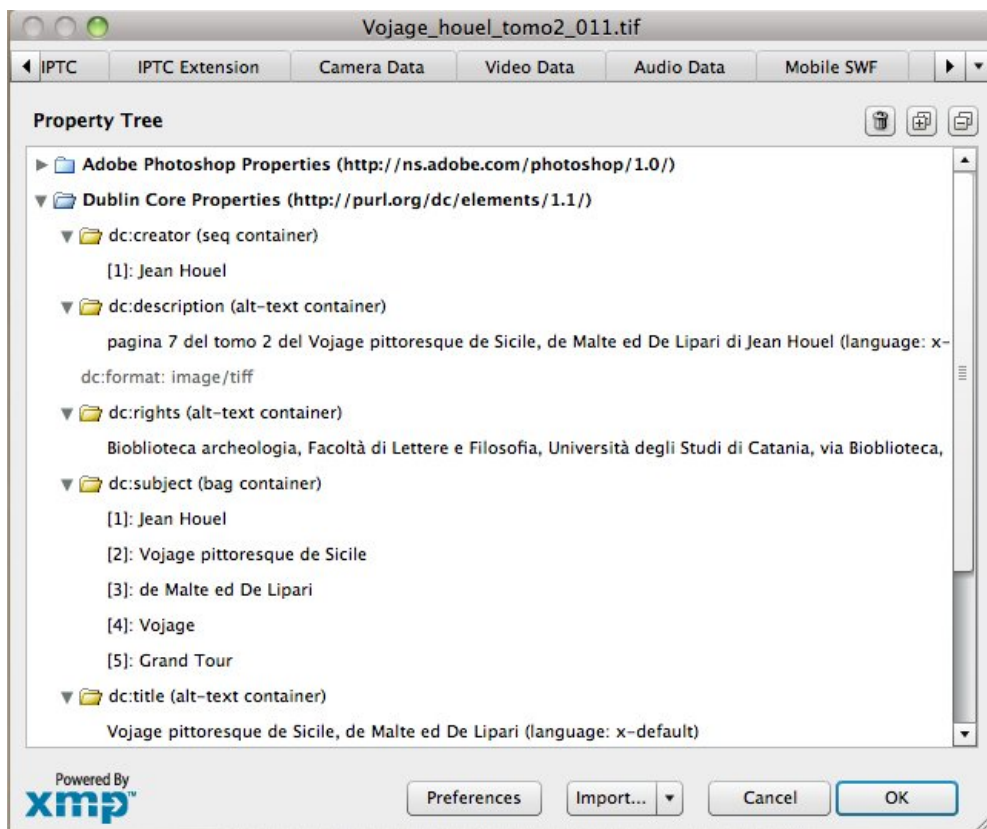 Vojage_houel_tomo2_011.tif
IPTC
IPTC Extension
Camera Data
Video Data
Audio Data
Mobile SWF
Property Tree
Adobe Photoshop Properties (http://ns.adobe.com/photoshop/1.0/)
Dublin Core Properties (http://purl.org/dc/elements/1.1/)
dc:creator (seq container)
[1]: Jean Houel
dc:description (alt-text container)
pagina 7 del tomo 2 del Vojage pittoresque de Sicile, de Malte ed De Lipari di Jean Houel (language: x-
dc:format: image/tiff
dc:rights (alt-text container)
Bioblioteca archeologia, Facoltà di Lettere e Filosofia, Università degli Studi di Catania, via Bioblioteca,
dc:subject (bag container)
[1]: Jean Houel
[2]: Vojage pittoresque de Sicile
[3]: de Malte ed De Lipari
[4]: Vojage
[5]: Grand Tour
dc:title (alt-text container)
Vojage pittoresque de Sicile, de Malte ed De Lipari (language: x-default)
Powered By
xmp™
Preferences
Import...
Cancel
OK